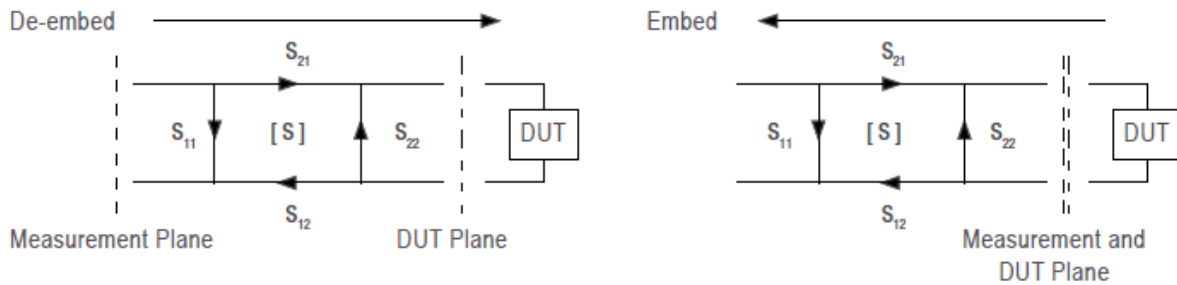 De-embed
S21
S11
[S]
S22
DUT
S12
Measurement Plane
DUT Plane
Embed
S21
S11
[S]
S22
DUT
S12
Measurement and
DUT Plane